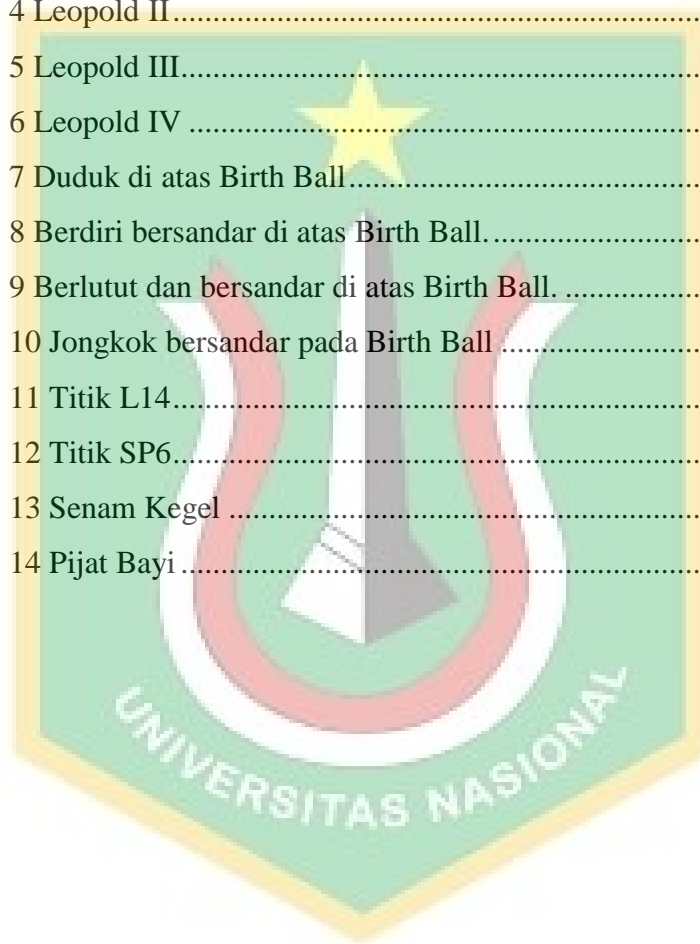 4 Leopold II............................................................................
5 Leopold III..........................................................................
6 Leopold IV ..........................................................................
7 Duduk di atas Birth Ball......................................................
8 Berdiri bersandar di atas Birth Ball. ....................................
9 Berlutut dan bersandar di atas Birth Ball. ...........................
10 Jongkok bersandar pada Birth Ball ...................................
11 Titik L14............................................................................
12 Titik SP6............................................................................
13 Senam Kegel .....................................................................
14 Pijat Bayi ...........................................................................
UNIVERSITAS NASIONAL